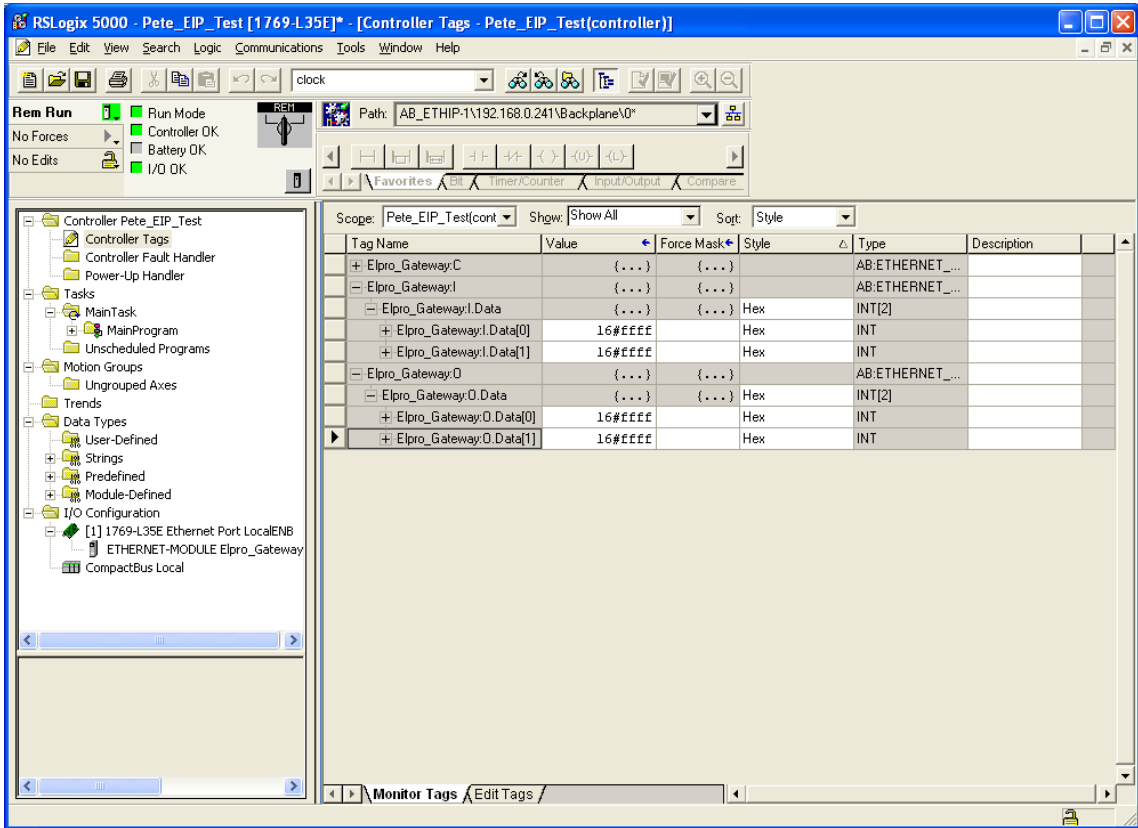 RSLogix 5000 - Pete_EIP_Test [1769-L35E]* - [Controller Tags - Pete_EIP_Test(controller)]
File Edit View Search Logic Communications Tools Window Help
clock
Rem Run
Run Mode
REM
Path: AB_ETHIP-1\192.168.0.241\Backplane\0*
No Forces
Controller OK
Battery OK
No Edits
I/O OK
Favorites Bit Timer/Counter Input/Output Compare
Controller Pete_EIP_Test
Controller Tags
Controller Fault Handler
Power-Up Handler
Tasks
MainTask
MainProgram
Unscheduled Programs
Motion Groups
Ungrouped Axes
Trends
Data Types
User-Defined
Strings
Predefined
Module-Defined
I/O Configuration
[1] 1769-L35E Ethernet Port LocalENB
ETHERNET-MODULE Elpro_Gateway
CompactBus Local
Scope: Pete_EIP_Test(cont Show: Show All Sort: Style
Tag Name Value Force Mask Style Type Description
Elpro_Gateway:C {...} {...} AB:ETHERNET_...
Elpro_Gateway:I {...} {...} AB:ETHERNET_...
Elpro_Gateway:I.Data {...} {...} Hex INT[2]
Elpro_Gateway:I.Data[0] 16#ffff Hex INT
Elpro_Gateway:I.Data[1] 16#ffff Hex INT
Elpro_Gateway:O {...} {...} AB:ETHERNET_...
Elpro_Gateway:O.Data {...} {...} Hex INT[2]
Elpro_Gateway:O.Data[0] 16#ffff Hex INT
Elpro_Gateway:O.Data[1] 16#ffff Hex INT
Monitor Tags Edit Tags